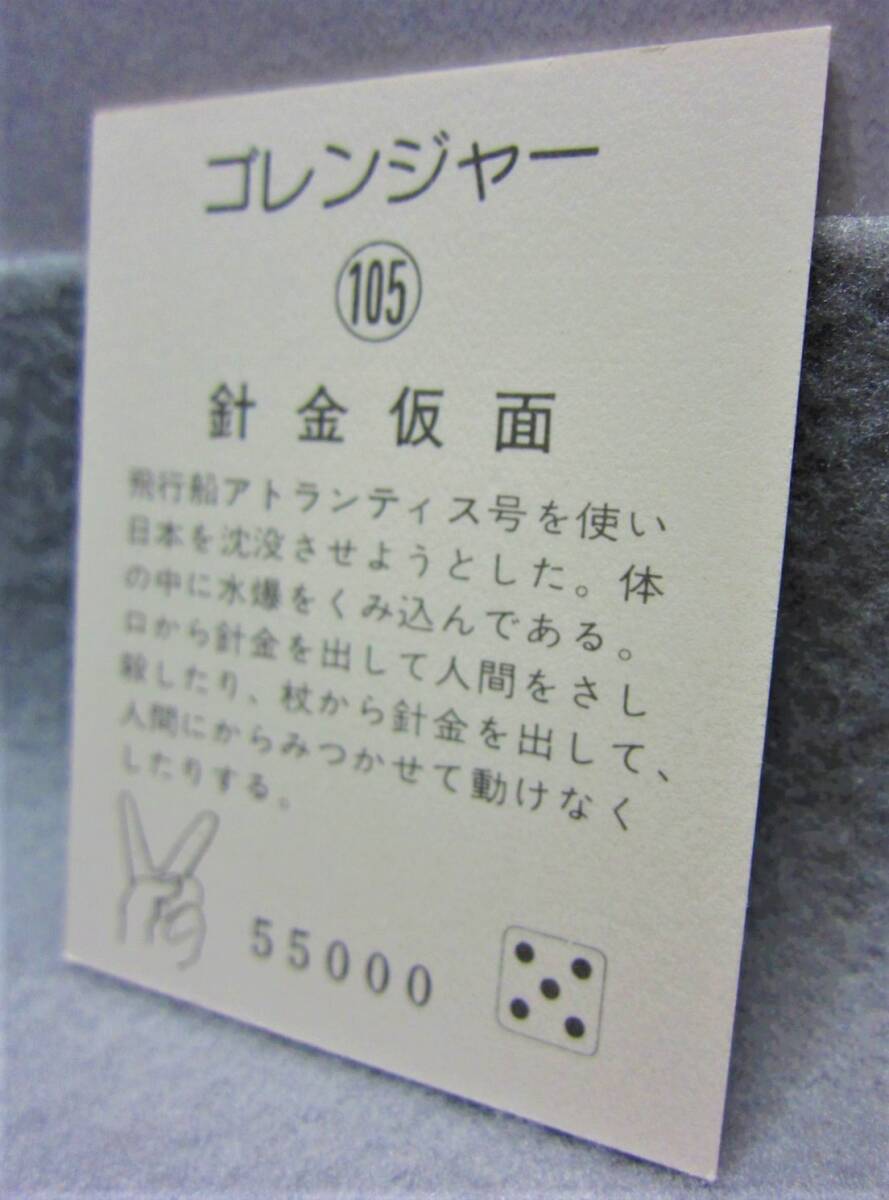 ゴレンジャー
105
針金仮面
飛行船アトランティス号を使い
日本を沈没させようとした。体
の中に水爆をくみ込んである。
口から針金を出して人間をさし
殺したり、杖から針金を出して、
人間にからみつかせて動けなく
したりする。
55000